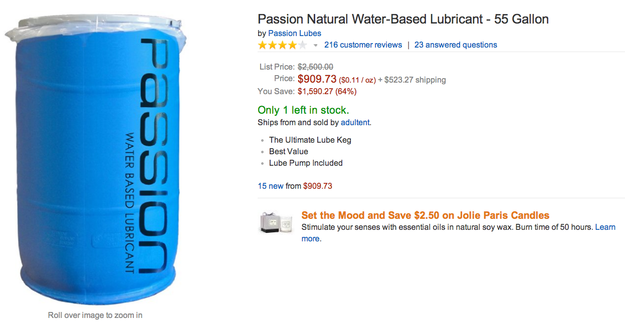 Passion Natural Water-Based Lubricant - 55 Gallon
by Passion Lubes
216 customer reviews | 23 answered questions
List Price: $2,500.00
Price: $909.73 ($0.11 / oz) + $523.27 shipping
You Save: $1,590.27 (64%)
Only 1 left in stock.
Ships from and sold by adultent.
• The Ultimate Lube Keg
• Best Value
• Lube Pump Included
15 new from $909.73
Set the Mood and Save $2.50 on Jolie Paris Candles
Stimulate your senses with essential oils in natural soy wax. Burn time of 50 hours. Learn
more.
passion
WATER BASED LUBRICANT
Roll over image to zoom in